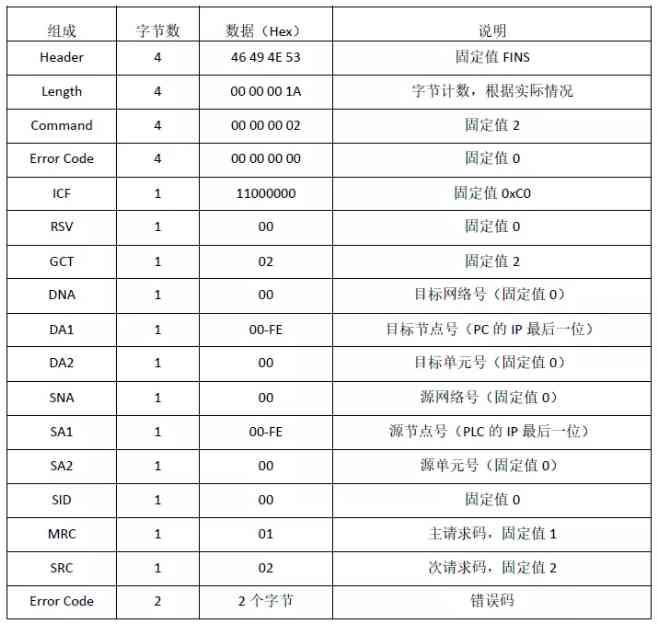 组成 字节数 数据（Hex） 说明
Header 4 46 49 4E 53 固定值 FINS
Length 4 00 00 00 1A 字节计数，根据实际情况
Command 4 00 00 00 02 固定值 2
Error Code 4 00 00 00 00 固定值 0
ICF 1 11000000 固定值 0xC0
RSV 1 00 固定值 0
GCT 1 02 固定值 2
DNA 1 00 目标网络号（固定值 0）
DA1 1 00-FE 目标节点号（PC 的 IP 最后一位）
DA2 1 00 目标单元号（固定值 0）
SNA 1 00 源网络号（固定值 0）
SA1 1 00-FE 源节点号（PLC 的 IP 最后一位）
SA2 1 00 源单元号（固定值 0）
SID 1 00 固定值 0
MRC 1 01 主请求码，固定值 1
SRC 1 02 次请求码，固定值 2
Error Code 2 2 个字节 错误码